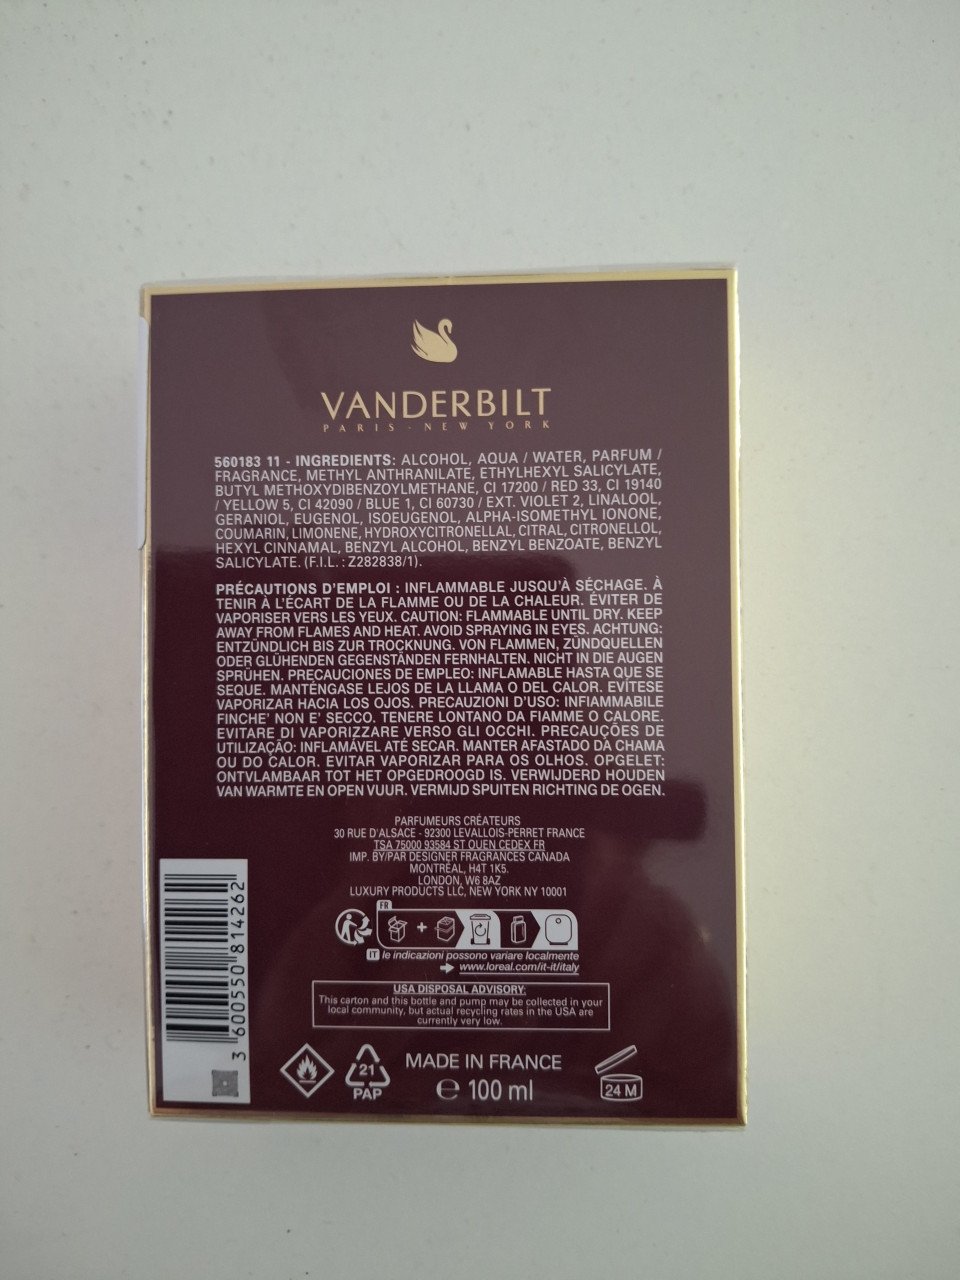 VANDERBILT
PARIS - NEW YORK
560183 11 - INGREDIENTS: ALCOHOL, AQUA / WATER, PARFUM /
FRAGRANCE, METHYL ANTHRANILATE, ETHYLHEXYL SALICYLATE,
BUTYL METHOXYDIBENZOYLMETHANE, CI 17200 / RED 33, CI 19140
/ YELLOW 5, CI 42090 / BLUE 1, CI 60730 / EXT. VIOLET 2, LINALOOL,
GERANIOL, EUGENOL, ISOEUGENOL, ALPHA-ISOMETHYL IONONE,
COUMARIN, LIMONENE, HYDROXYCITRONELLAL, CITRAL, CITRONELLOL,
HEXYL CINNAMAL, BENZYL ALCOHOL, BENZYL BENZOATE, BENZYL
SALICYLATE. (F.I.L. : Z282838/1).
PRÉCAUTIONS D'EMPLOI : INFLAMMABLE JUSQU'À SÉCHAGE. À
TENIR À L'ÉCART DE LA FLAMME OU DE LA CHALEUR. ÉVITER DE
VAPORISER VERS LES YEUX. CAUTION: FLAMMABLE UNTIL DRY. KEEP
AWAY FROM FLAMES AND HEAT. AVOID SPRAYING IN EYES. ACHTUNG:
ENTZÜNDLICH BIS ZUR TROCKNUNG. VON FLAMMEN, ZÜNDQUELLEN
ODER GLÜHENDEN GEGENSTÄNDEN FERNHALTEN. NICHT IN DIE AUGEN
SPRÜHEN. PRECAUCIONES DE EMPLEO: INFLAMABLE HASTA QUE SE
SEQUE. MANTÉNGASE LEJOS DE LA LLAMA O DEL CALOR. EVÍTESE
VAPORIZAR HACIA LOS OJOS. PRECAUZIONI D'USO: INFIAMMABILE
FINCHE' NON E' SECCO. TENERE LONTANO DA FIAMME O CALORE.
EVITARE DI VAPORIZZARE VERSO GLI OCCHI. PRECAUÇÕES DE
UTILIZAÇÃO: INFLAMÁVEL ATÉ SECAR. MANTER AFASTADO DA CHAMA
OU DO CALOR. EVITAR VAPORIZAR PARA OS OLHOS. OPGELET:
ONTVLAMBAAR TOT HET OPGEDROOGD IS. VERWIJDERD HOUDEN
VAN WARMTE EN OPEN VUUR. VERMIJD SPUITEN RICHTING DE OGEN.
PARFUMEURS CRÉATEURS
30 RUE D'ALSACE - 92300 LEVALLOIS-PERRET FRANCE
TSA 75000 93584 ST OUEN CEDEX FR
IMP. BY/PAR DESIGNER FRAGRANCES CANADA
MONTRÉAL, H4T 1K5.
LONDON, W6 8AZ
LUXURY PRODUCTS LLC, NEW YORK NY 10001
FR
+
IT le indicazioni possono variare localmente
www.loreal.com/it-it/italy
USA DISPOSAL ADVISORY:
This carton and this bottle and pump may be collected in your
local community, but actual recycling rates in the USA are
currently very low.
3 600550 814262
21
PAP
MADE IN FRANCE
℮ 100 ml
24 M